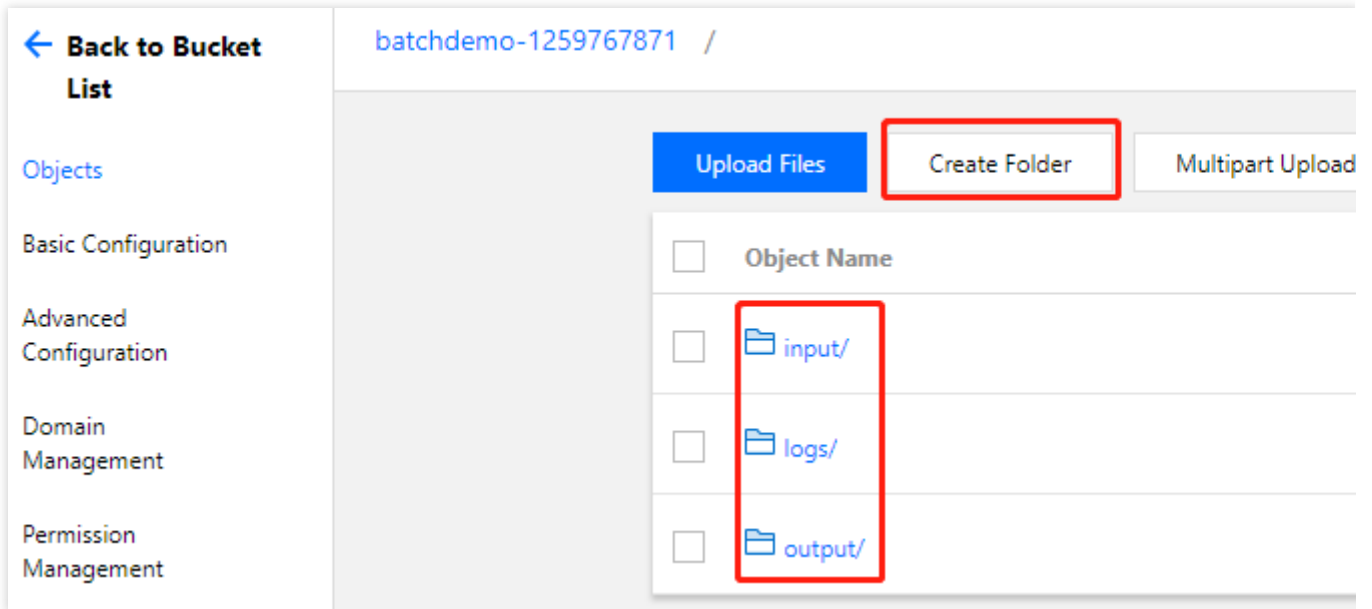 Back to Bucket
List
batchdemo-1259767871 /
Objects
Basic Configuration
Advanced
Configuration
Domain
Management
Permission
Management
Upload Files
Create Folder
Multipart Upload
Object Name
input/
logs/
output/